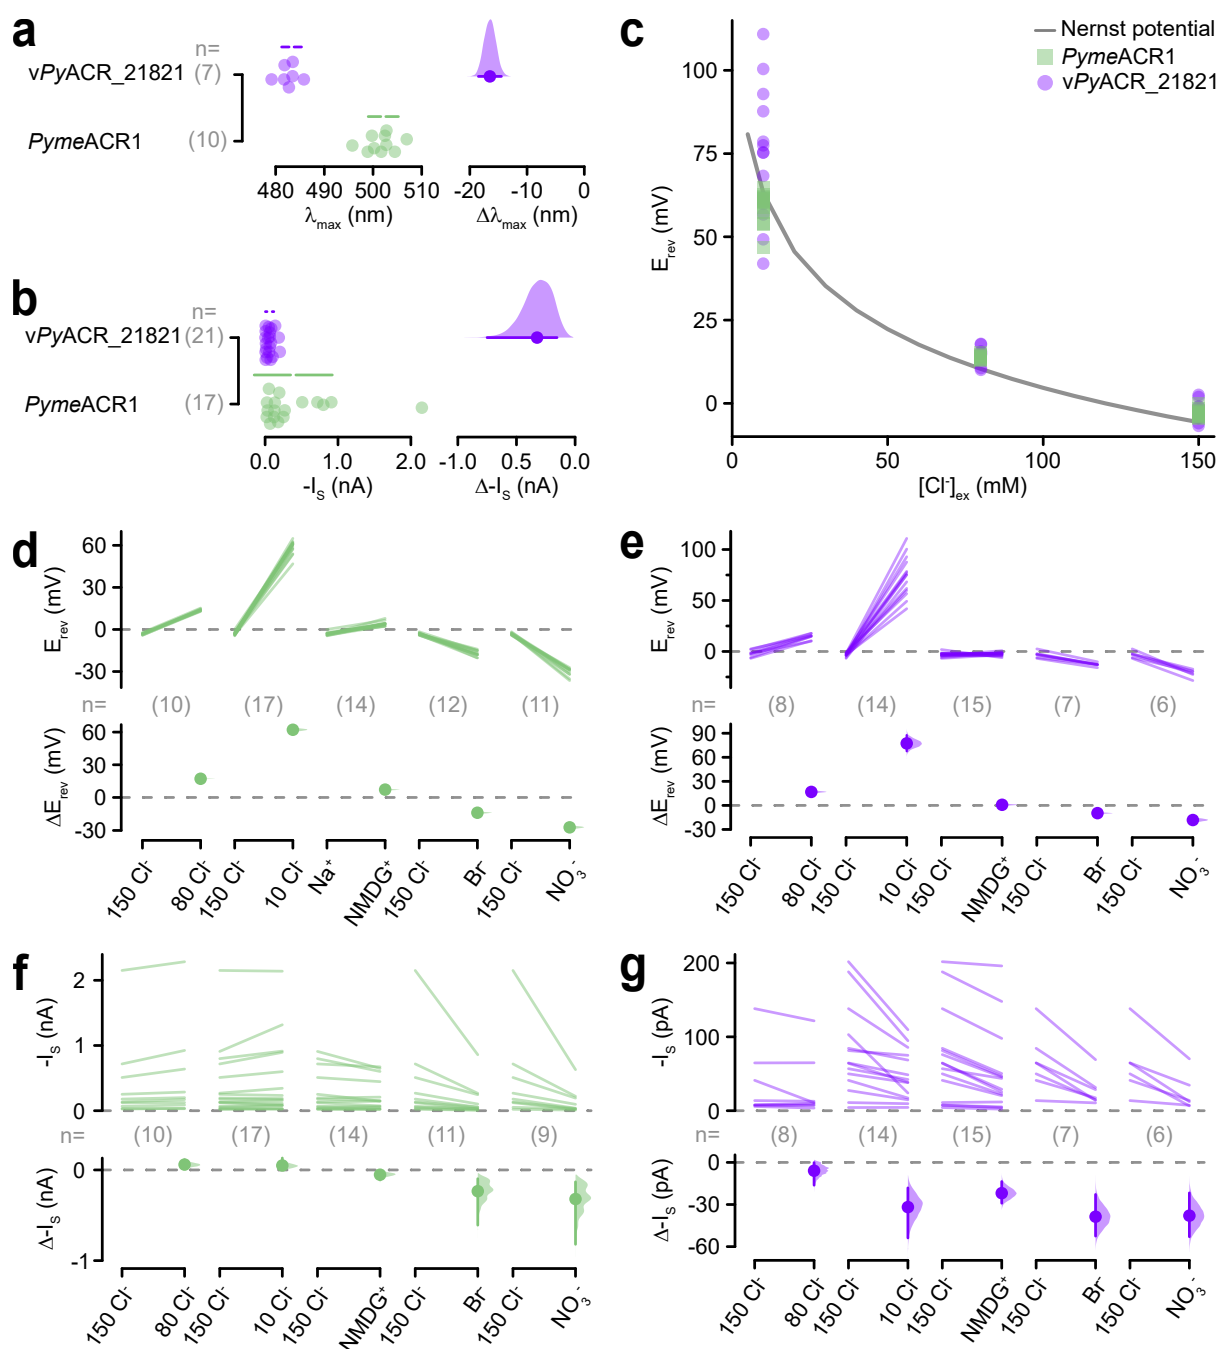 a
n=
vPyACR_21821 (7)
PymeACR1 (10)
480 490 500 510
λmax (nm)
-20 -10 0
Δλmax (nm)
b
n=
vPyACR_21821 (21)
PymeACR1 (17)
0.0 1.0 2.0
-IS (nA)
-1.0 0.5 0.0
Δ-IS (nA)
c
Nernst potential
PymeACR1
vPyACR_21821
Erev (mV)
100
75
50
25
0
0 50 100 150
[Cl-]ex (mM)
d
Erev (mV)
60
30
0
-30
n= (10) (17) (14) (12) (11)
ΔErev (mV)
60
30
0
-30
150 Cl- 80 Cl- 150 Cl- 10 Cl- Na+ NMDG+ 150 Cl- Br- 150 Cl- NO3-
e
Erev (mV)
100
50
0
n= (8) (14) (15) (7) (6)
ΔErev (mV)
90
60
30
0
-30
150 Cl- 80 Cl- 150 Cl- 10 Cl- 150 Cl- NMDG+ 150 Cl- Br- 150 Cl- NO3-
f
-IS (nA)
2
1
0
n= (10) (17) (14) (11) (9)
Δ-IS (nA)
0
-1
150 Cl- 80 Cl- 150 Cl- 10 Cl- 150 Cl- NMDG+ 150 Cl- Br- 150 Cl- NO3-
g
-IS (pA)
200
100
0
n= (8) (14) (15) (7) (6)
Δ-IS (pA)
0
-30
-60
150 Cl- 80 Cl- 150 Cl- 10 Cl- 150 Cl- NMDG+ 150 Cl- Br- 150 Cl- NO3-